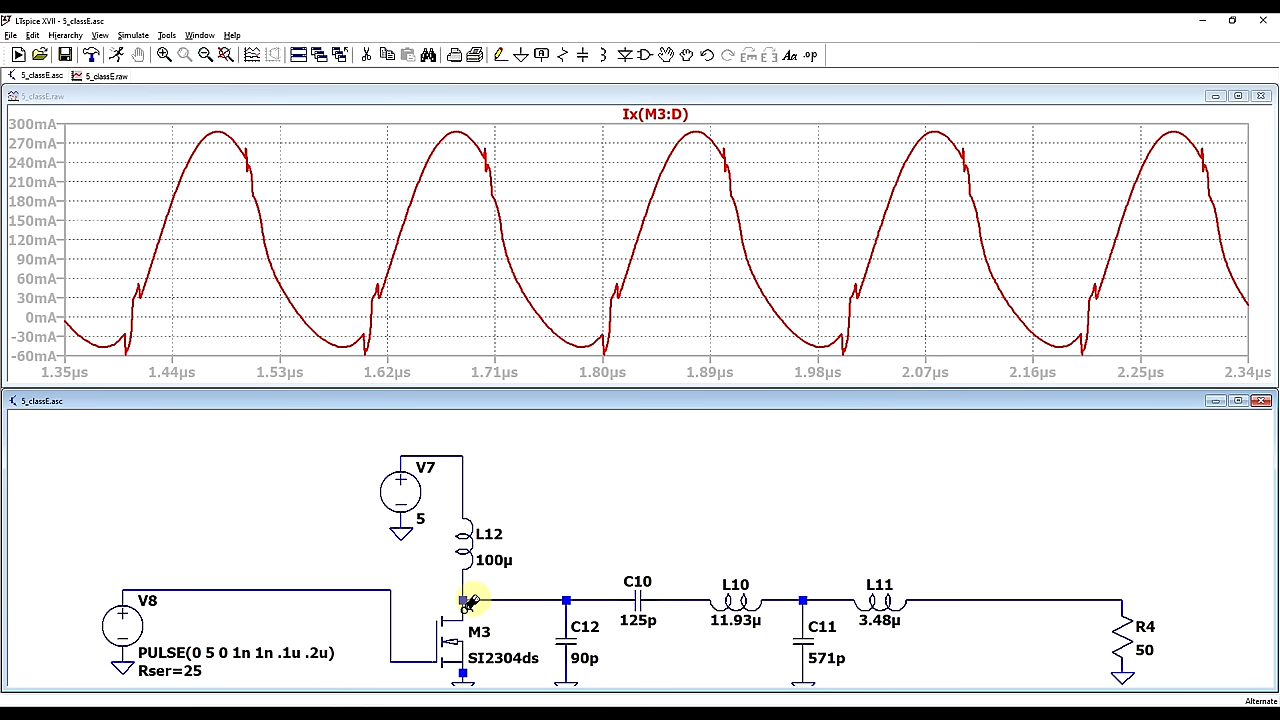 LTspice XVII - 5_classE.asc
File Edit Hierarchy View Simulate Tools Window Help
Aa .op
5_classE.asc 5_classE.raw
5_classE.raw
Ix(M3:D)
300mA
270mA
240mA
210mA
180mA
150mA
120mA
90mA
60mA
30mA
0mA
-30mA
-60mA
1.35µs 1.44µs 1.53µs 1.62µs 1.71µs 1.80µs 1.89µs 1.98µs 2.07µs 2.16µs 2.25µs 2.34µs
5_classE.asc
V7
5
L12
100µ
V8
PULSE(0 5 0 1n 1n .1u .2u)
Rser=25
M3
SI2304ds
C12
90p
C10
125p
L10
11.93µ
C11
571p
L11
3.48µ
R4
50
Alternate